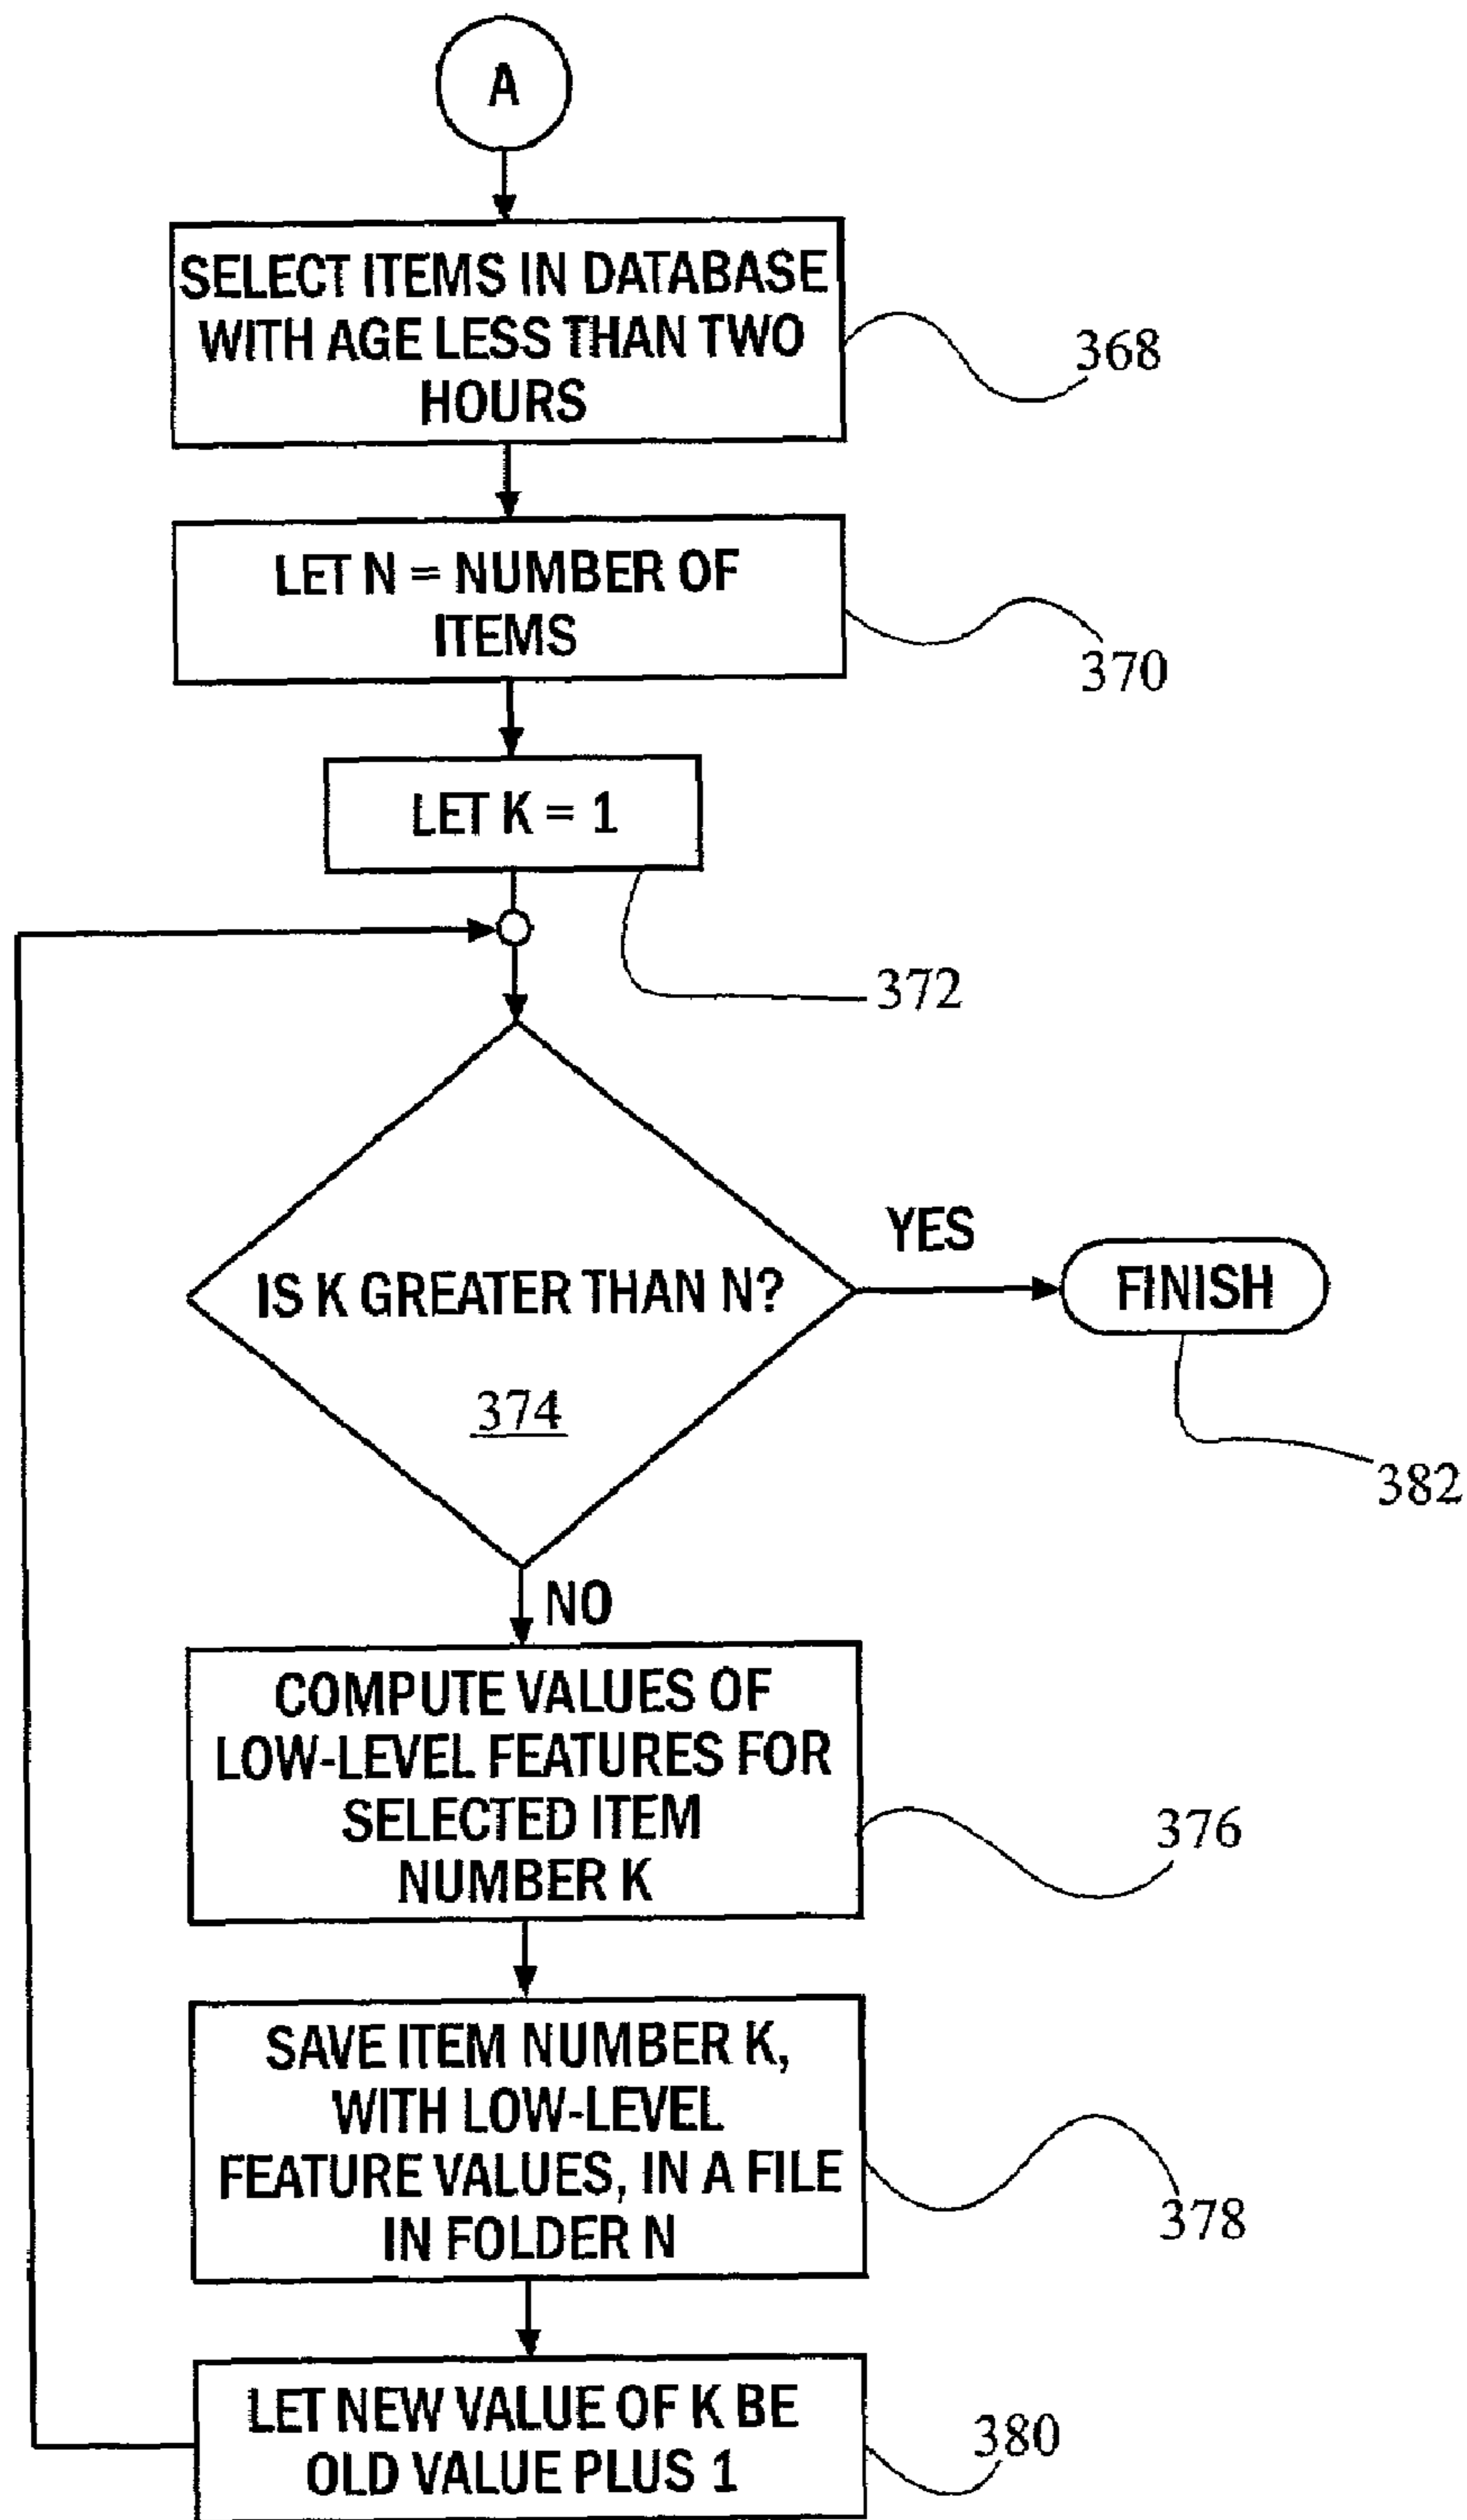 A
SELECT ITEMS IN DATABASE
WITH AGE LESS THAN TWO
HOURS
368
LET N = NUMBER OF
ITEMS
370
LET K = 1
372
IS K GREATER THAN N?
374
YES
FINISH
382
NO
COMPUTE VALUES OF
LOW-LEVEL FEATURES FOR
SELECTED ITEM
NUMBER K
376
SAVE ITEM NUMBER K,
WITH LOW-LEVEL
FEATURE VALUES, IN A FILE
IN FOLDER N
378
LET NEW VALUE OF K BE
OLD VALUE PLUS 1
380